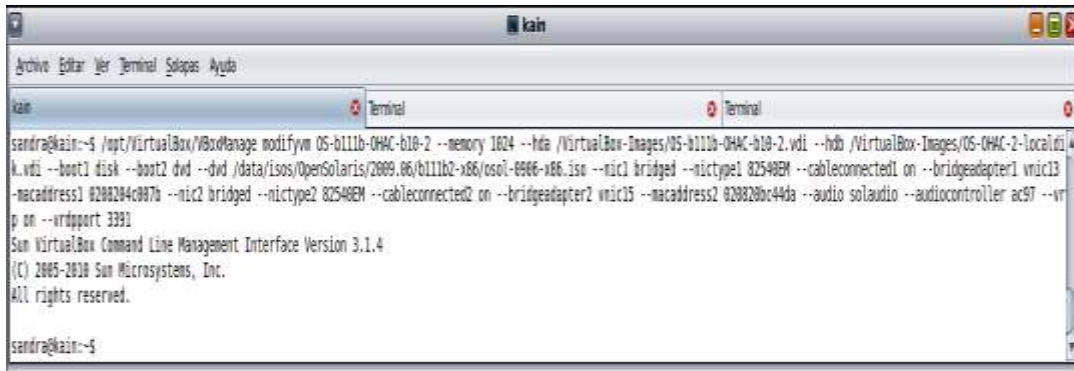 kain
Archivo Editar Ver Terminal Solapas Ayuda
kain Terminal Terminal
sandra@kain:~$ /opt/VirtualBox/VBoxManage modifyvm OS-b111b-OHAC-b10-2 --memory 1024 --hda /VirtualBox-Images/OS-b111b-OHAC-b10-2.vdi --hdb /VirtualBox-Images/OS-OHAC-2-localdi
k.vdi --boot1 disk --boot2 dvd --dvd /data/isos/OpenSolaris/2009.06/b111b2-x86/osol-0906-x86.iso --nic1 bridged --nictype1 82540EM --cableconnected1 on --bridgeadapter1 vnic13
-macaddress1 0208204c007b --nic2 bridged --nictype2 82540EM --cableconnected2 on --bridgeadapter2 vnic15 --macaddress2 020820bc44da --audio solaudio --audiocontroller ac97 --vr
p on --vrdpport 3391
Sun VirtualBox Command Line Management Interface Version 3.1.4
(C) 2005-2010 Sun Microsystems, Inc.
All rights reserved.
sandra@kain:~$